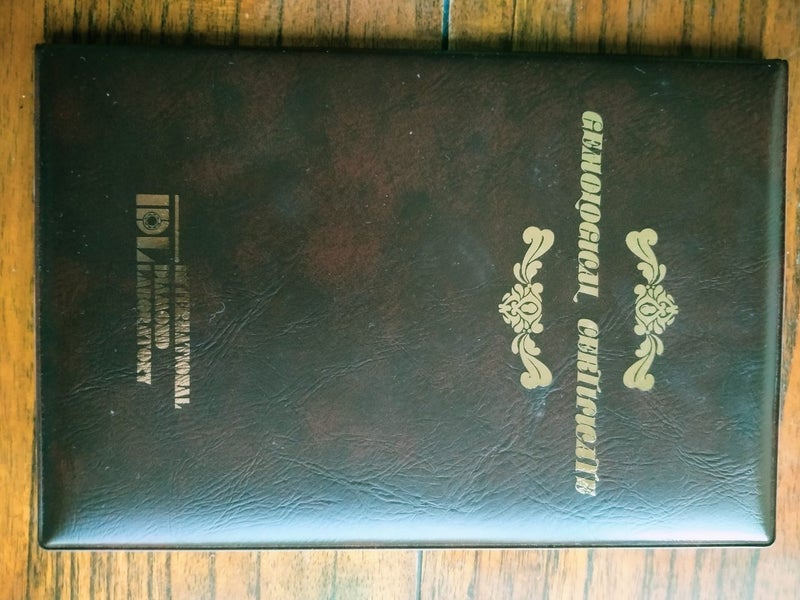 GEMOLOGICAL CERTIFICATE
IDL
INTERNATIONAL
DIAMOND
LABORATORY